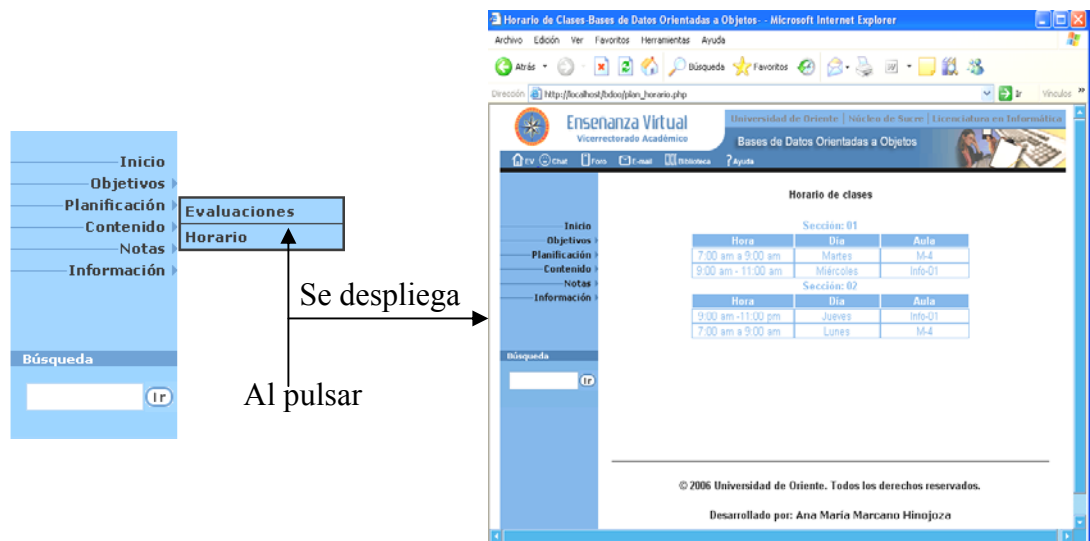 Inicio
Objetivos
Planificación
Contenido
Notas
Información
Evaluaciones
Horario
Búsqueda
Ir
Se despliega
Al pulsar
Horario de Clases-Bases de Datos Orientadas a Objetos- - Microsoft Internet Explorer
Archivo Edición Ver Favoritos Herramientas Ayuda
Atrás Búsqueda Favoritos
Dirección http://localhost/bdoo/plan_horario.php Ir Vínculos »
Enseñanza Virtual
Vicerrectorado Académico
Universidad de Oriente | Núcleo de Sucre | Licenciatura en Informática
Bases de Datos Orientadas a Objetos
EV Chat Foro E-mail Biblioteca ? Ayuda
Inicio
Objetivos
Planificación
Contenido
Notas
Información
Búsqueda
Ir
Horario de clases
Sección: 01
Hora Día Aula
7:00 am a 9:00 am Martes M-4
9:00 am - 11:00 am Miércoles Info-01
Sección: 02
Hora Día Aula
9:00 am -11:00 pm Jueves Info-01
7:00 am a 9:00 am Lunes M-4
© 2006 Universidad de Oriente. Todos los derechos reservados.
Desarrollado por: Ana María Marcano Hinojoza